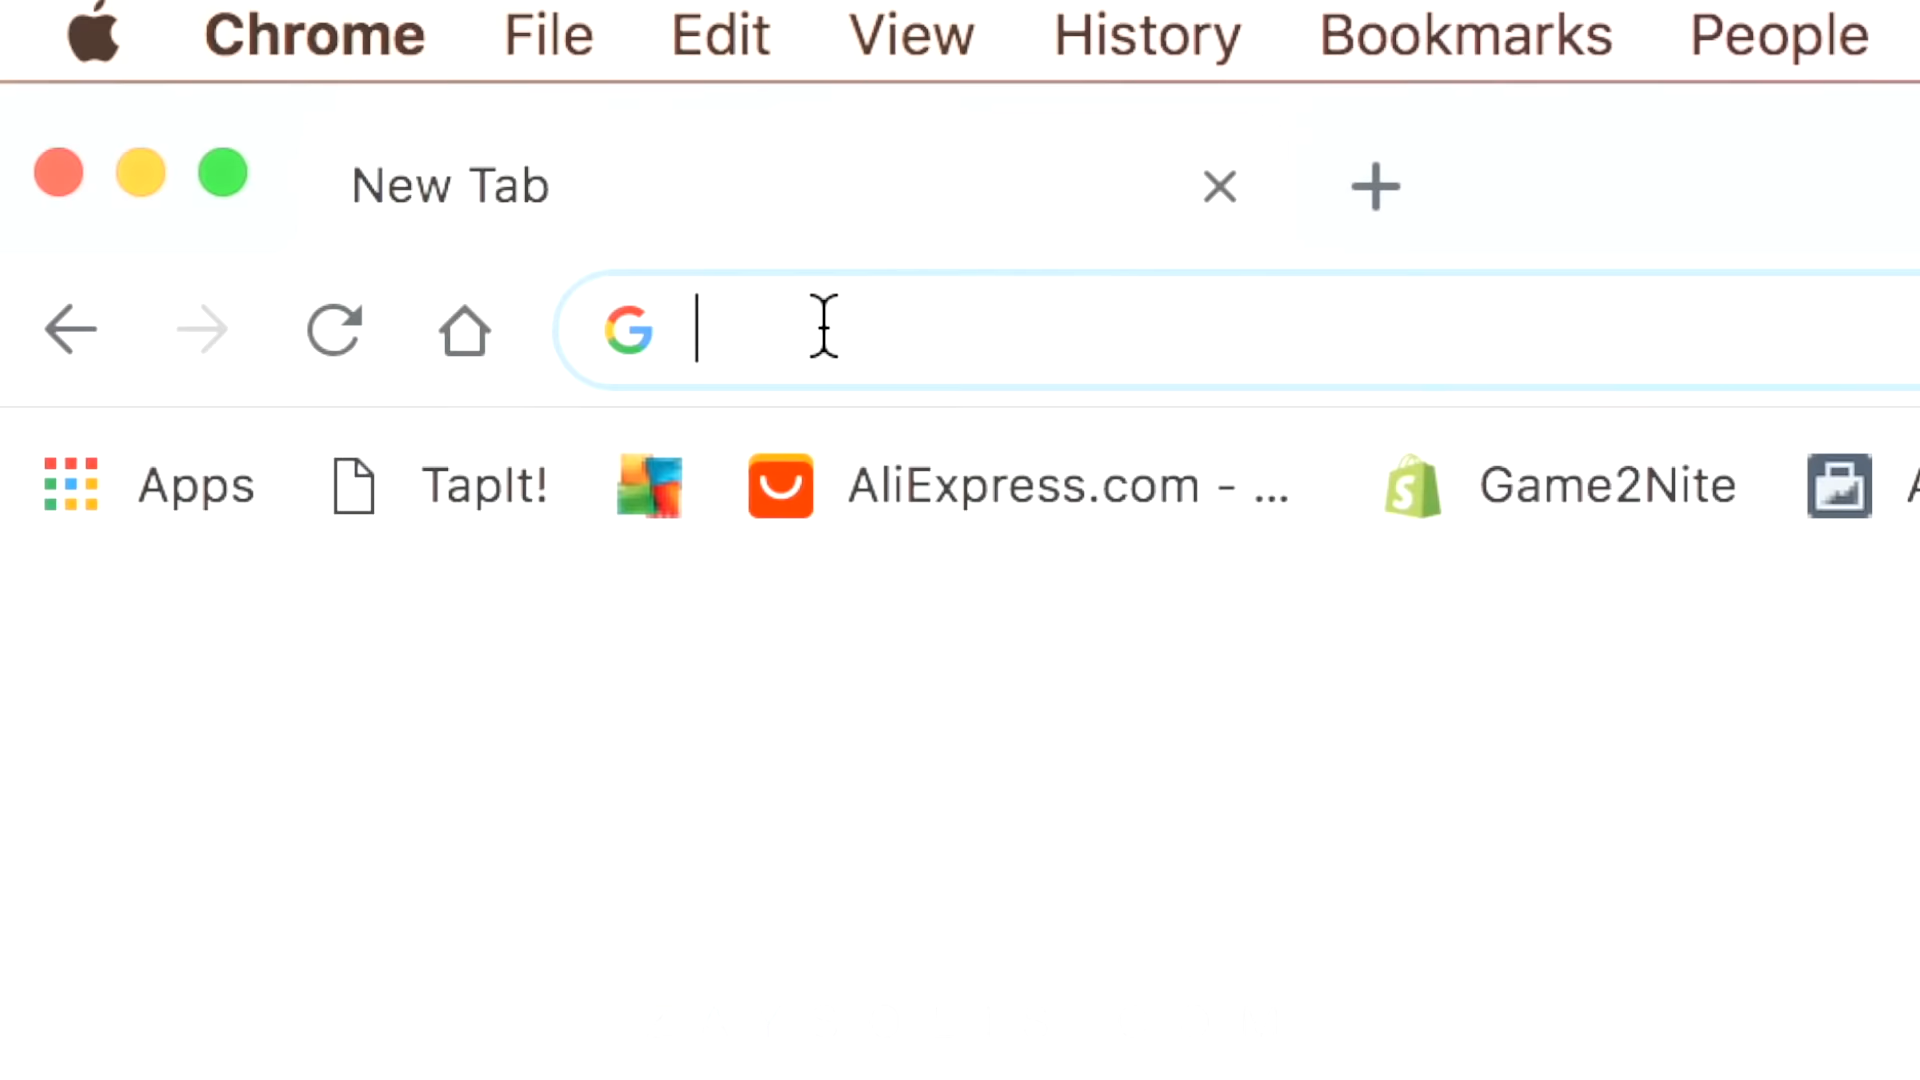 Chrome File Edit View History Bookmarks People
New Tab
Apps TapIt! AliExpress.com - ... Game2Nite